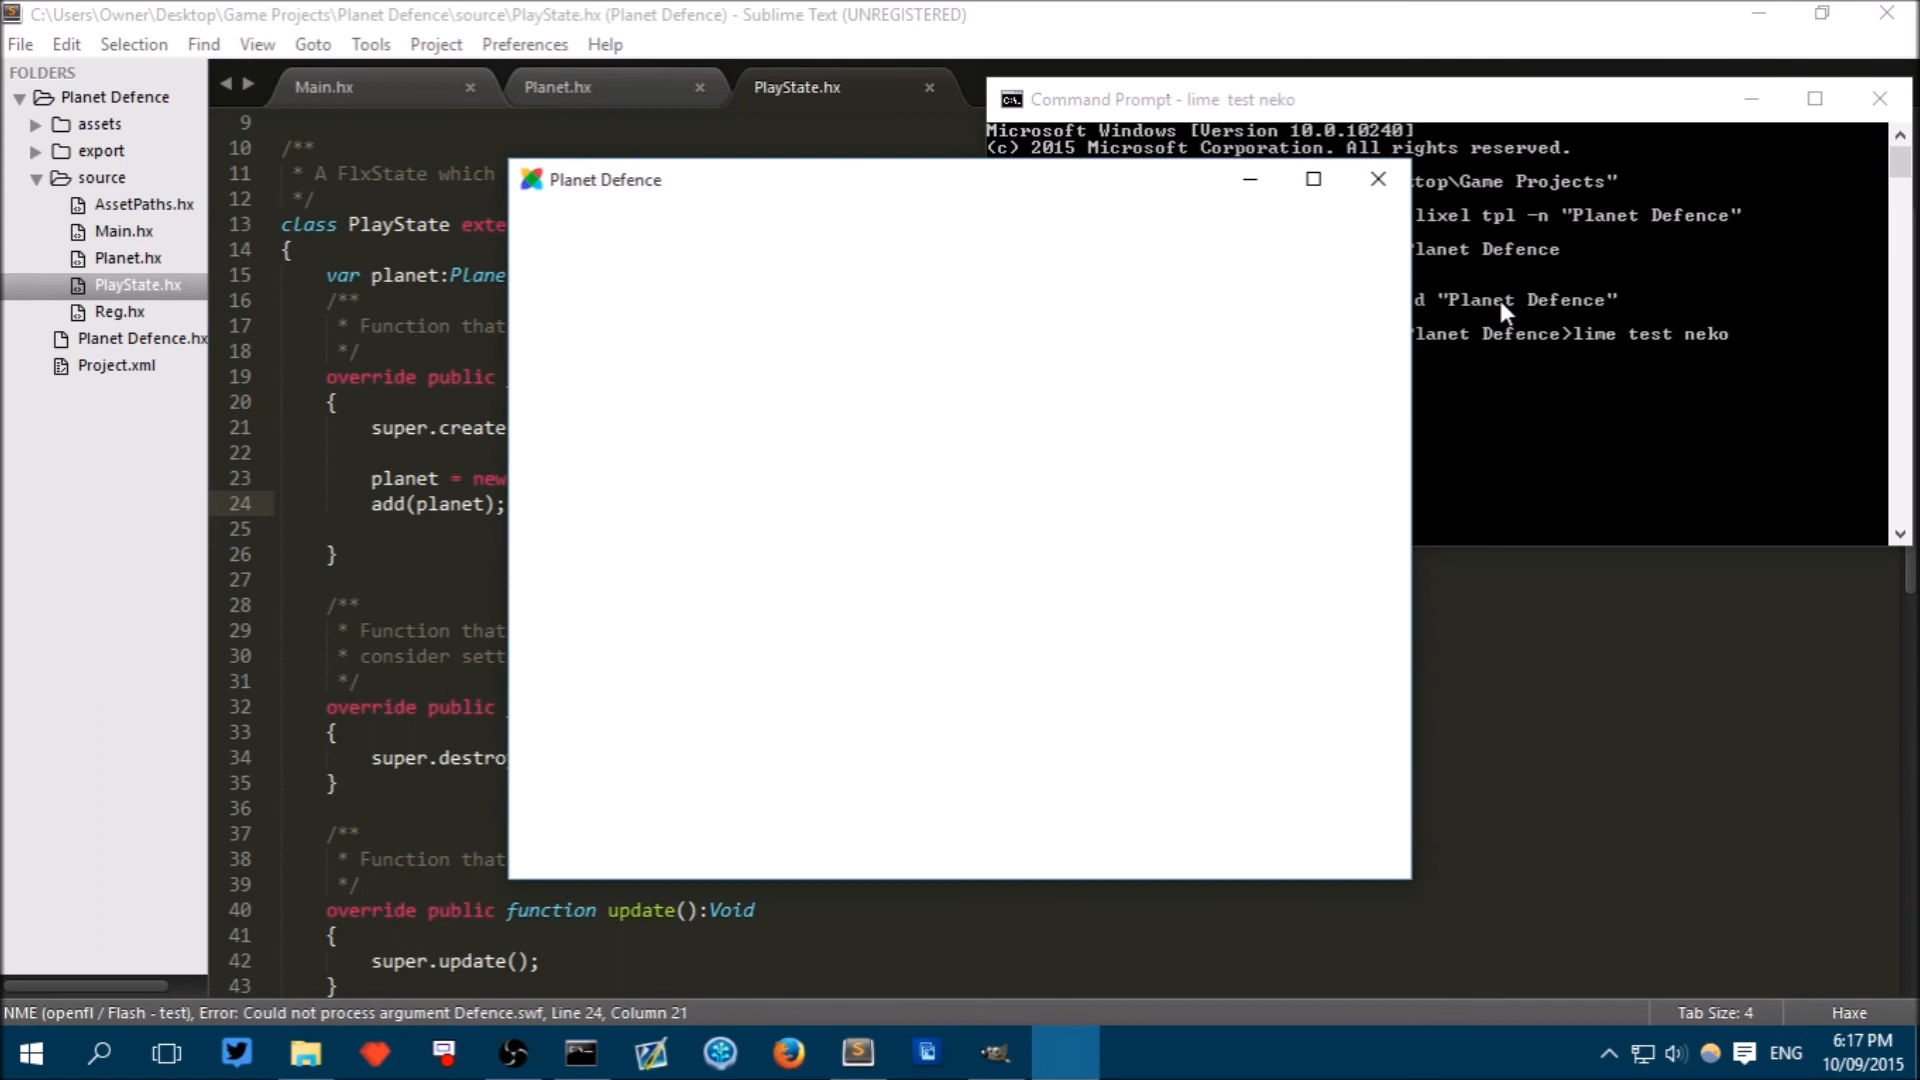 C:\Users\Owner\Desktop\Game Projects\Planet Defence\source\PlayState.hx (Planet Defence) - Sublime Text (UNREGISTERED)
File Edit Selection Find View Goto Tools Project Preferences Help
FOLDERS
Planet Defence
assets
export
source
AssetPaths.hx
Main.hx
Planet.hx
PlayState.hx
Reg.hx
Planet Defence.hx
Project.xml
Main.hx × Planet.hx × PlayState.hx ×
9
10 /**
11 * A FlxState which
12 */
13 class PlayState exte
14 {
15 var planet:Plane
16 /**
17 * Function that
18 */
19 override public
20 {
21 super.create
22
23 planet = new
24 add(planet);
25
26 }
27
28 /**
29 * Function that
30 * consider sett
31 */
32 override public
33 {
34 super.destro
35 }
36
37 /**
38 * Function that
39 */
40 override public function update():Void
41 {
42 super.update();
43 }
Command Prompt - lime  test neko
Microsoft Windows [Version 10.0.10240]
(c) 2015 Microsoft Corporation. All rights reserved.
top\Game Projects"
lixel tpl -n "Planet Defence"
lanet Defence
d "Planet Defence"
lanet Defence>lime test neko
Planet Defence
NME (openfl / Flash - test), Error: Could not process argument Defence.swf, Line 24, Column 21
Tab Size: 4
Haxe
ENG
6:17 PM
10/09/2015